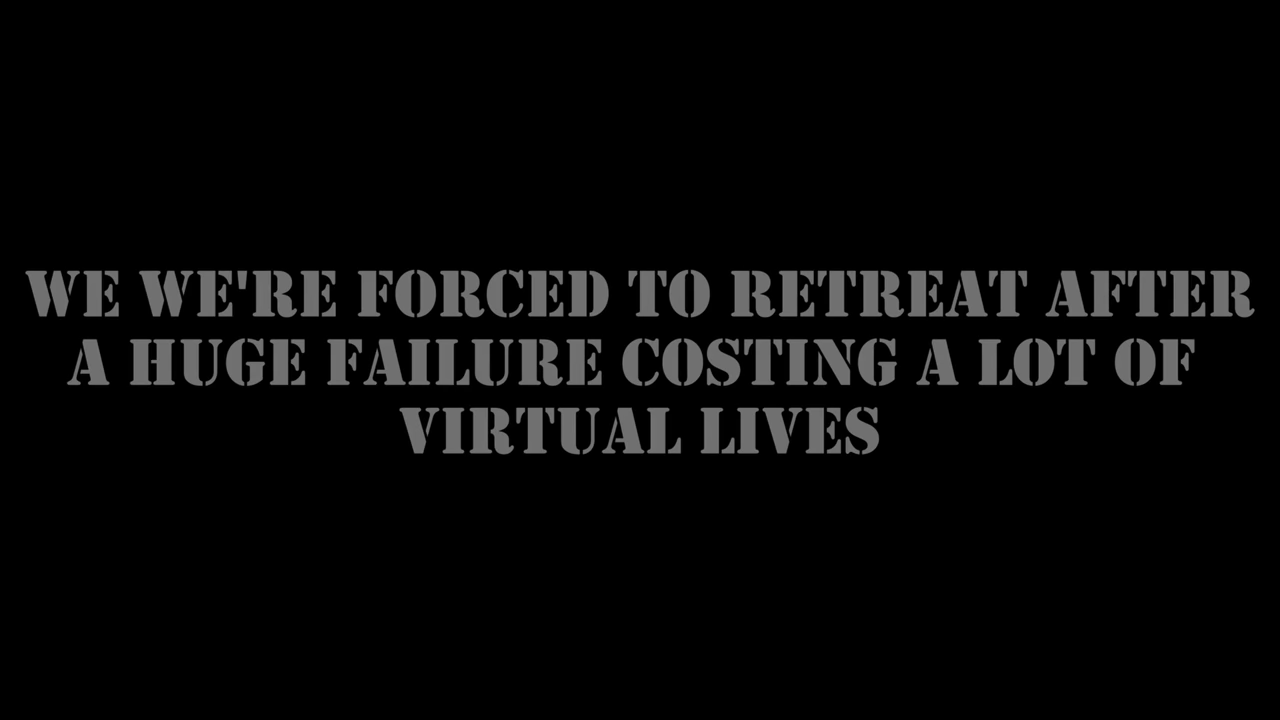 WE WE'RE FORCED TO RETREAT AFTER
A HUGE FAILURE COSTING A LOT OF
VIRTUAL LIVES